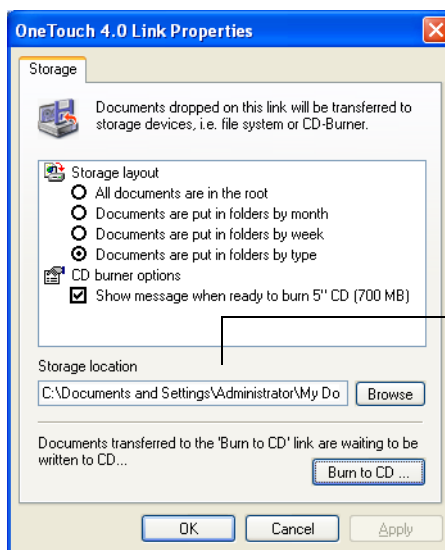 OneTouch 4.0 Link Properties
Storage
Documents dropped on this link will be transferred to
storage devices, i.e. file system or CD-Burner.
Storage layout
All documents are in the root
Documents are put in folders by month
Documents are put in folders by week
Documents are put in folders by type
CD burner options
Show message when ready to burn 5" CD (700 MB)
Storage location
C:\Documents and Settings\Administrator\My Do
Browse
Documents transferred to the 'Burn to CD' link are waiting to be
written to CD...
Burn to CD ...
OK
Cancel
Apply